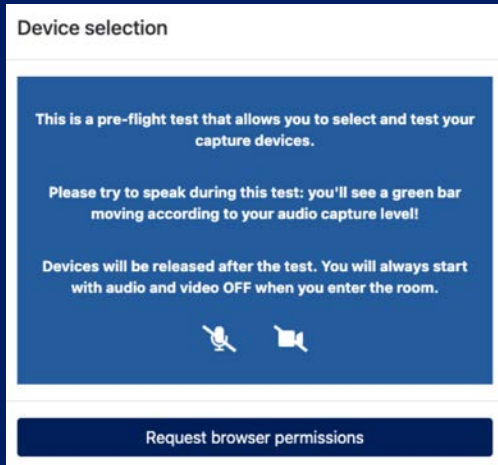 Device selection
This is a pre-flight test that allows you to select and test your
capture devices.
Please try to speak during this test: you'll see a green bar
moving according to your audio capture level!
Devices will be released after the test. You will always start
with audio and video OFF when you enter the room.
Request browser permissions